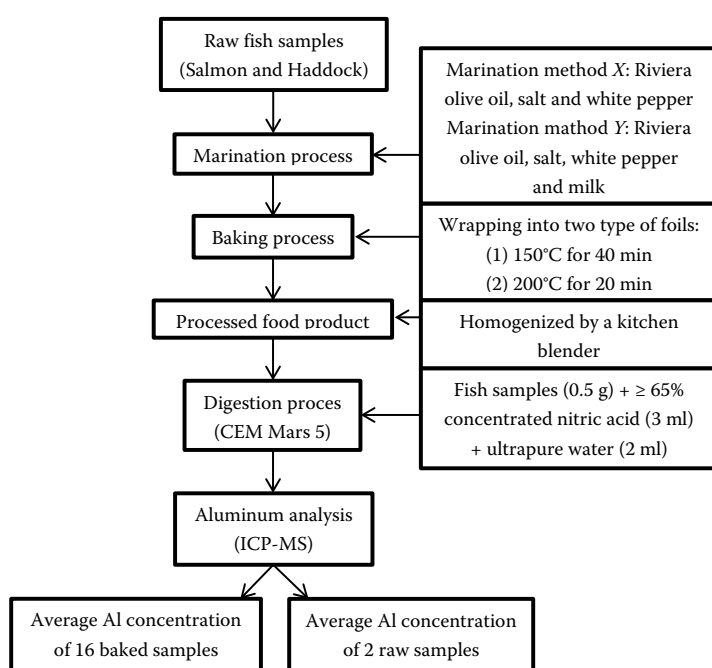 Raw fish samples
(Salmon and Haddock)
Marination method X: Riviera
olive oil, salt and white pepper
Marination mathod Y: Riviera
olive oil, salt, white pepper
and milk
Marination process
Baking process
Wrapping into two type of foils:
(1) 150°C for 40 min
(2) 200°C for 20 min
Processed food product
Homogenized by a kitchen
blender
Digestion proces
(CEM Mars 5)
Fish samples (0.5 g) + ≥ 65%
concentrated nitric acid (3 ml)
+ ultrapure water (2 ml)
Aluminum analysis
(ICP-MS)
Average Al concentration
of 16 baked samples
Average Al concentration
of 2 raw samples